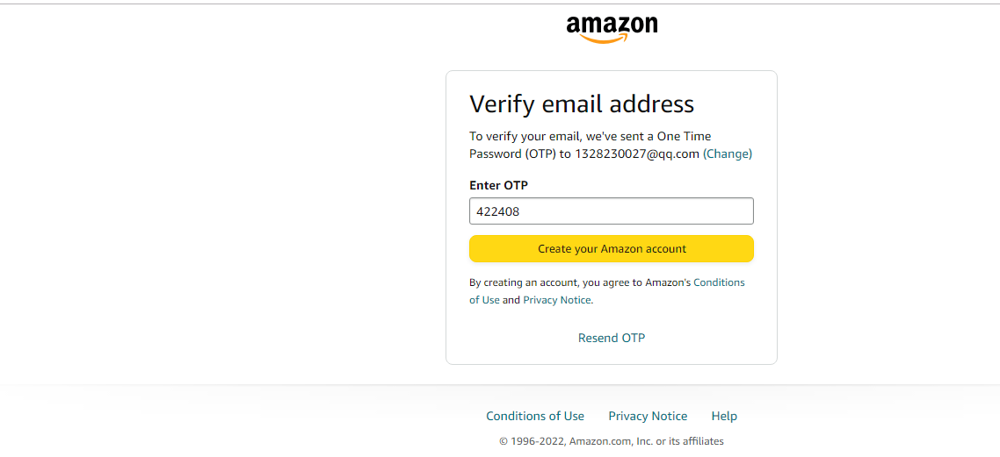 amazon
Verify email address
To verify your email, we've sent a One Time
Password (OTP) to 1328230027@qq.com (Change)
Enter OTP
422408
Create your Amazon account
By creating an account, you agree to Amazon's Conditions
of Use and Privacy Notice.
Resend OTP
Conditions of Use Privacy Notice Help
© 1996-2022, Amazon.com, Inc. or its affiliates